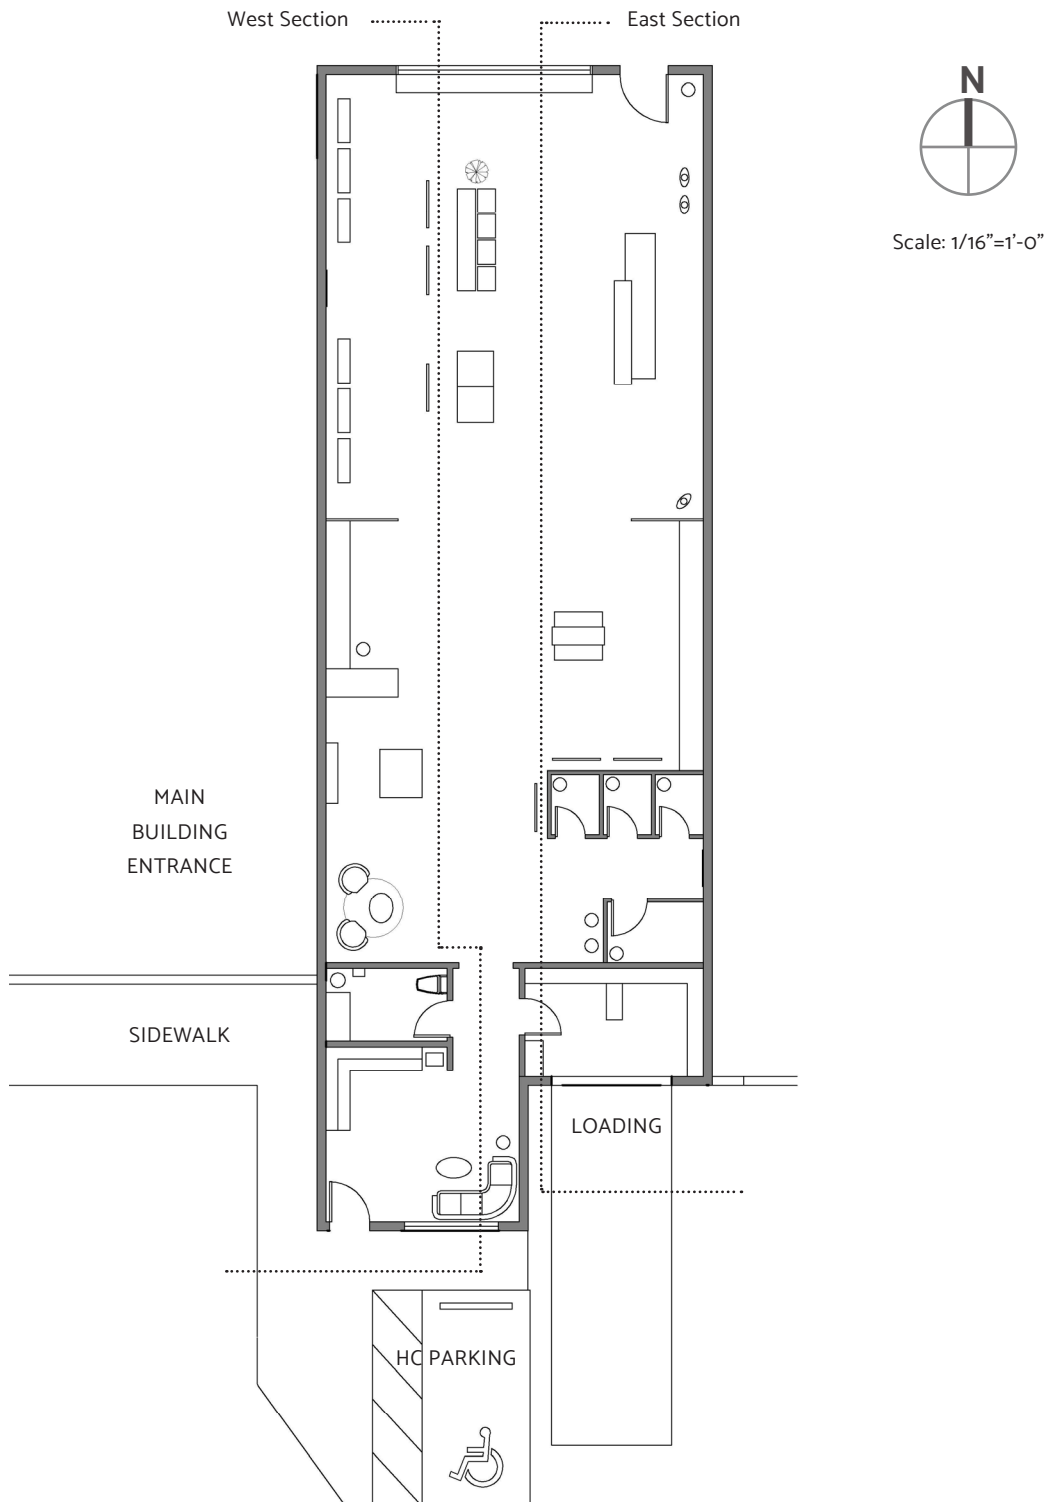 West Section
East Section
N
Scale: 1/16”=1’-0”
MAIN
BUILDING
ENTRANCE
SIDEWALK
LOADING
HC PARKING